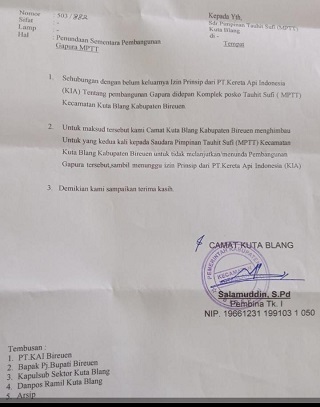 Nomor : 503 / 882
Sifat :
Lamp :
Hal : Penundaan Sementara Pembangunan
Gapura MPTT
Kepada Yth,
Sdr Pimpinan Tauhit Sufi (MPTT)
Kuta Blang
di -
Tempat
1. Sehubungan dengan belum keluarnya Izin Prinsip dari PT.Kereta Api Indonesia
(KIA) Tentang pembangunan Gapura didepan Komplek posko Tauhit Sufi ( MPTT)
Kecamatan Kuta Blang Kabupaten Bireuen
2. Untuk maksud tersebut kami Camat Kuta Blang Kabupaten Bireuen menghimbau
Untuk yang kedua kali kepada Saudara Pimpinan Tauhit Sufi (MPTT) Kecamatan
Kuta Blang Kabupaten Bireuen untuk tidak melanjutkan/menunda Pembangunan
Gapura tersebut,sambil menunggu izin Prinsip dari PT.Kereta Api Indonesia (KIA)
3. Demikian kami sampaikan terima kasih.
CAMAT KUTA BLANG
PEMERINTAH KABUPATEN
KECAM
Salamuddin, S.Pd
Pembina Tk. I
NIP. 19661231 199103 1 050
Tembusan :
1. PT.KAI Bireuen
2. Bapak Pj.Bupati Bireuen
3. Kapulsub Sektor Kuta Blang
4. Danpos Ramil Kuta Blang
5. Arsip